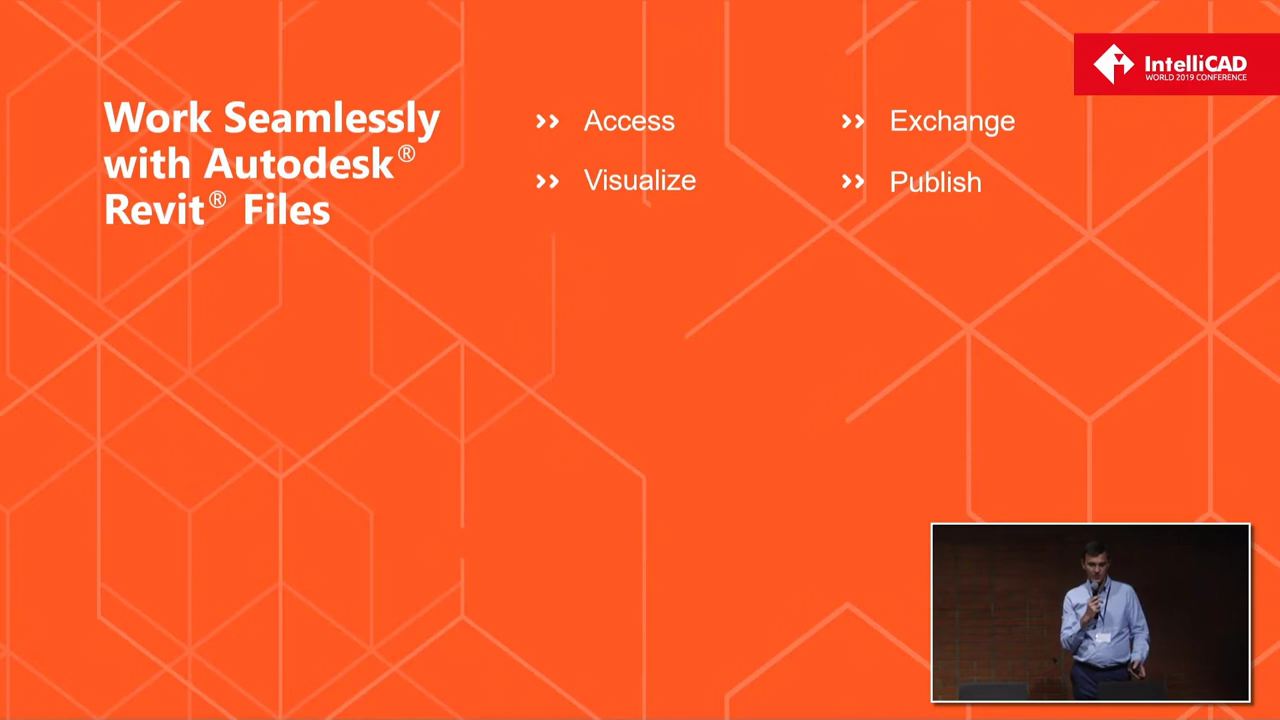 IntelliCAD
WORLD 2019 CONFERENCE
Work Seamlessly
with Autodesk®
Revit® Files
>> Access
>> Visualize
>> Exchange
>> Publish